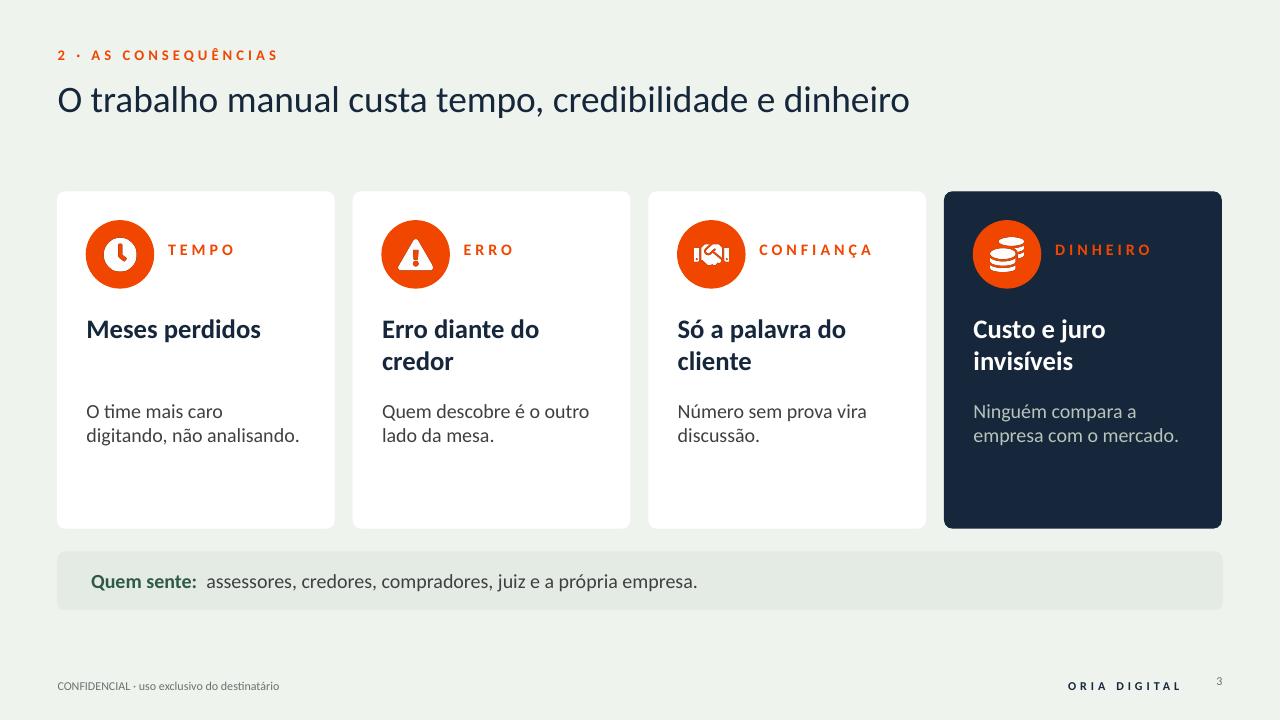 2 · AS CONSEQUÊNCIAS
O trabalho manual custa tempo, credibilidade e dinheiro
TEMPO
Meses perdidos
O time mais caro
digitando, não analisando.
ERRO
Erro diante do
credor
Quem descobre é o outro
lado da mesa.
CONFIANÇA
Só a palavra do
cliente
Número sem prova vira
discussão.
DINHEIRO
Custo e juro
invisíveis
Ninguém compara a
empresa com o mercado.
Quem sente: assessores, credores, compradores, juiz e a própria empresa.
CONFIDENCIAL · uso exclusivo do destinatário
ORIA DIGITAL
3